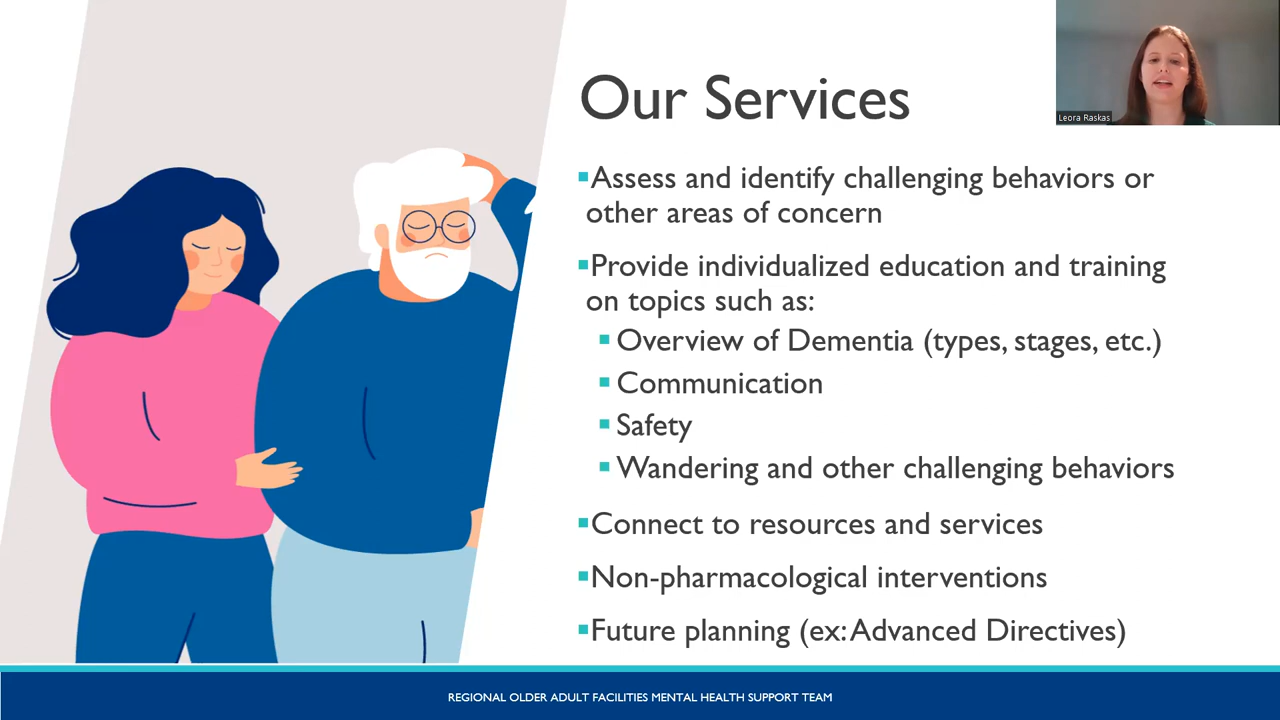 Our Services
Leora Raskas
▪Assess and identify challenging behaviors or
other areas of concern
▪Provide individualized education and training
on topics such as:
▪ Overview of Dementia (types, stages, etc.)
▪ Communication
▪ Safety
▪ Wandering and other challenging behaviors
▪Connect to resources and services
▪Non-pharmacological interventions
▪Future planning (ex: Advanced Directives)
REGIONAL OLDER ADULT FACILITIES MENTAL HEALTH SUPPORT TEAM